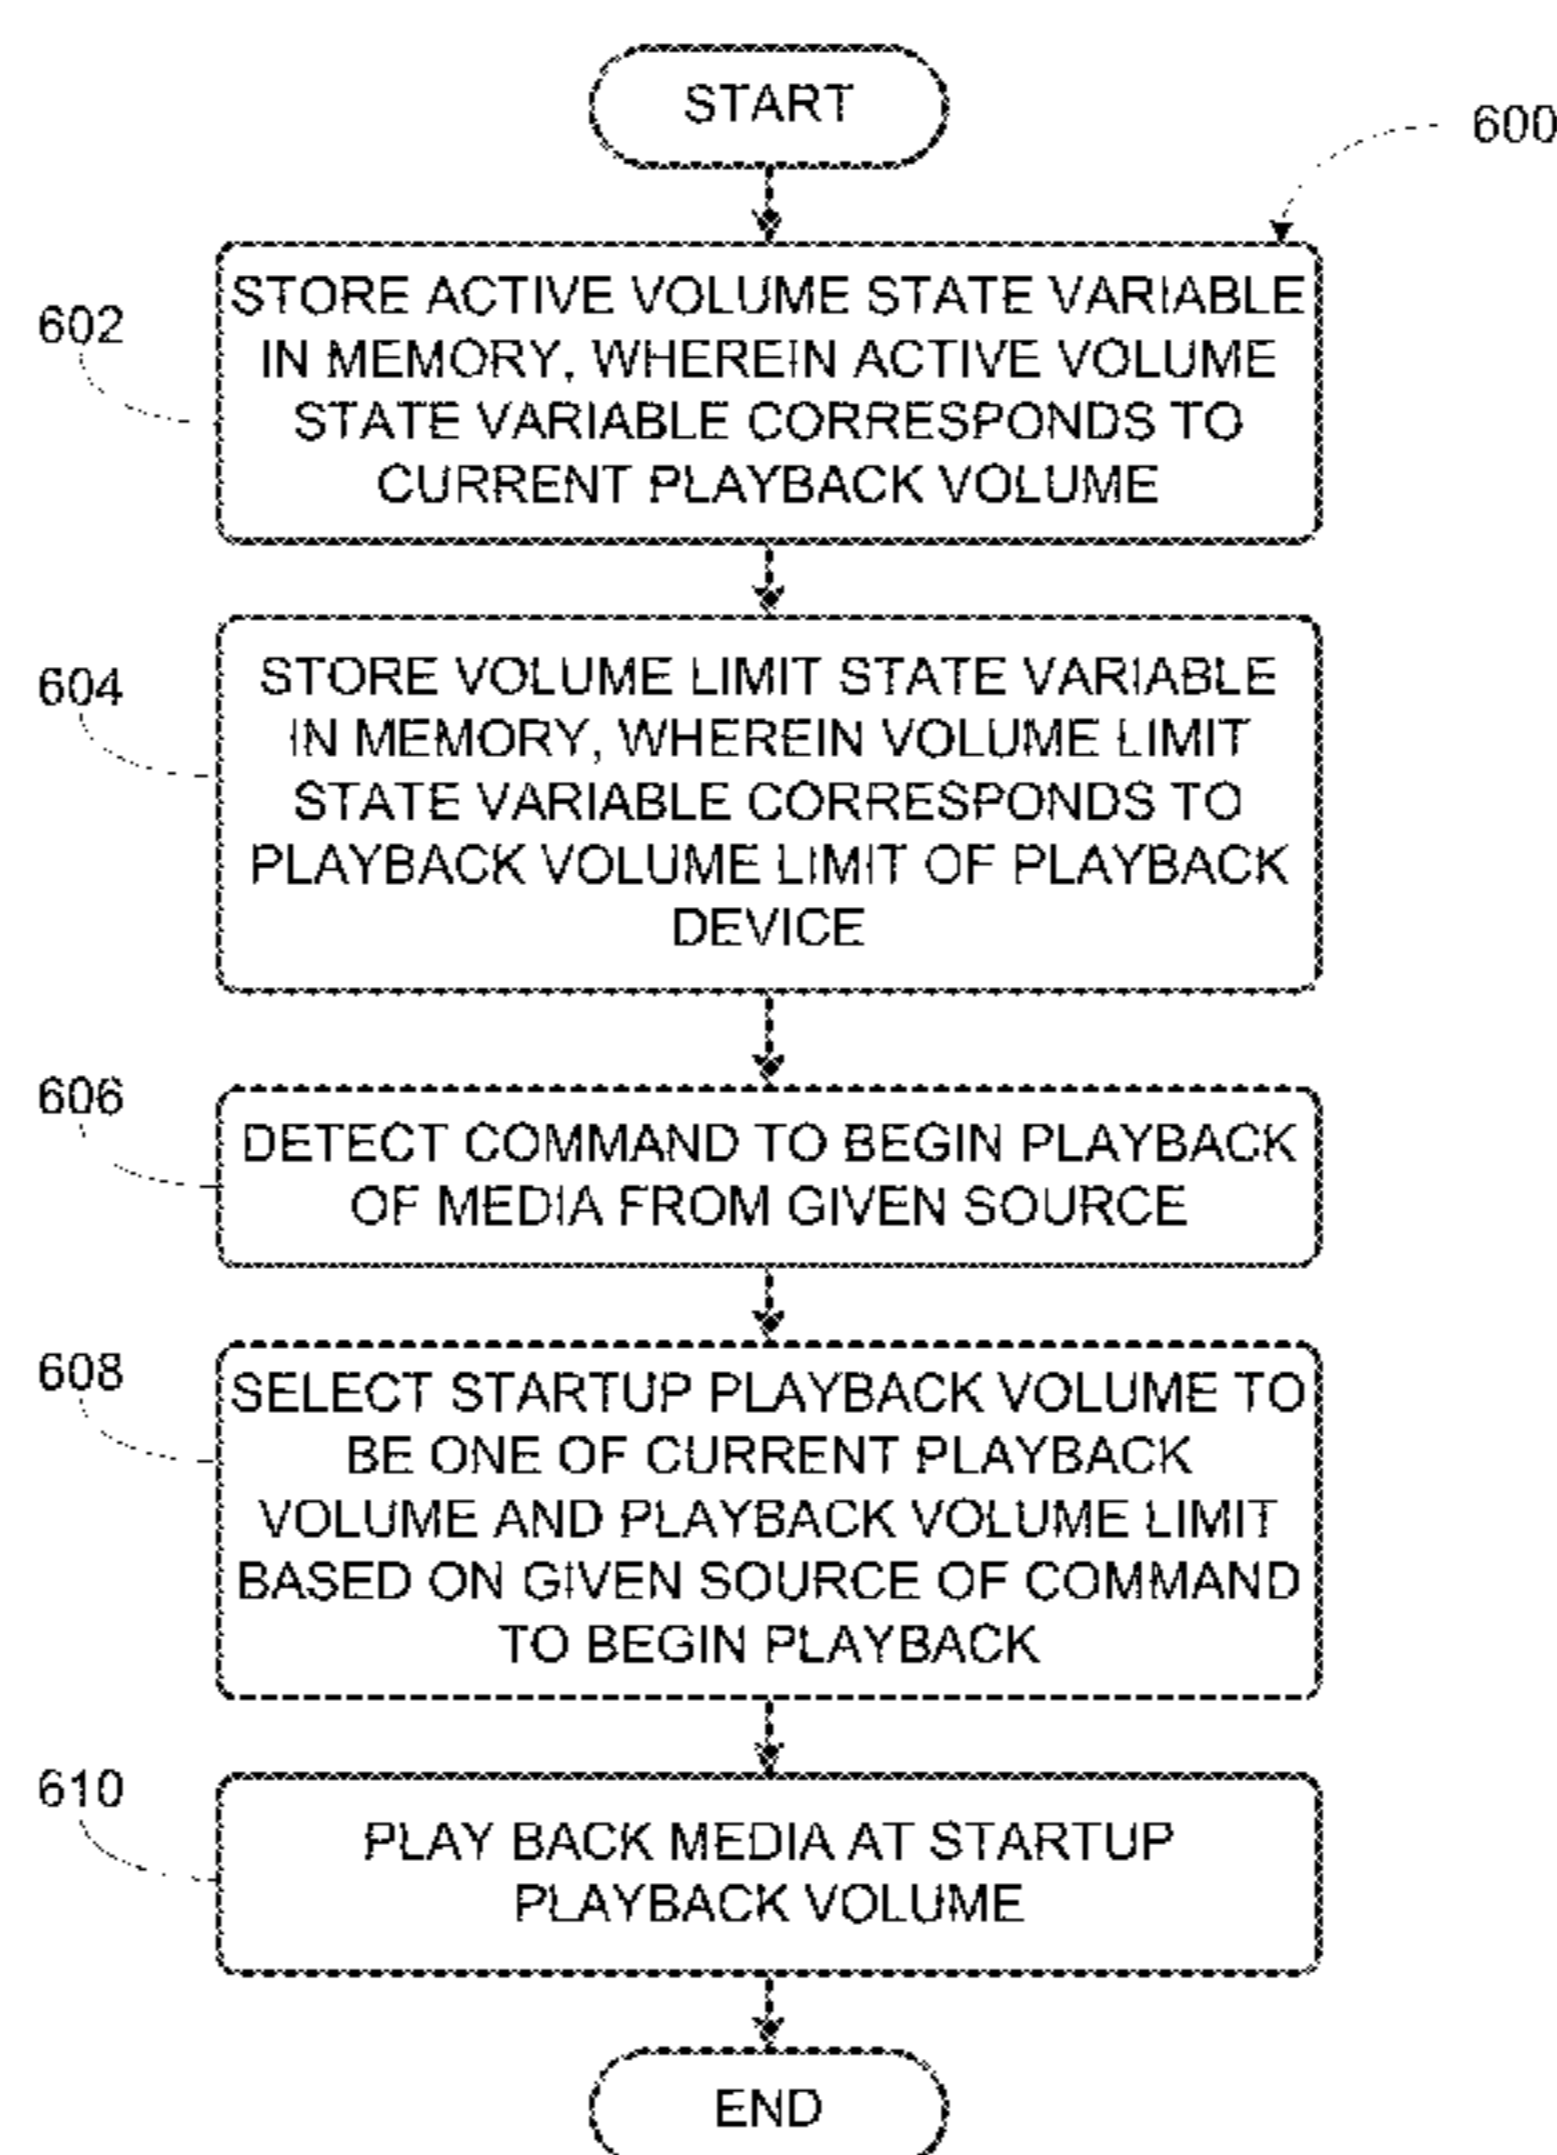 START
600
602
STORE ACTIVE VOLUME STATE VARIABLE
IN MEMORY, WHEREIN ACTIVE VOLUME
STATE VARIABLE CORRESPONDS TO
CURRENT PLAYBACK VOLUME
604
STORE VOLUME LIMIT STATE VARIABLE
IN MEMORY, WHEREIN VOLUME LIMIT
STATE VARIABLE CORRESPONDS TO
PLAYBACK VOLUME LIMIT OF PLAYBACK
DEVICE
606
DETECT COMMAND TO BEGIN PLAYBACK
OF MEDIA FROM GIVEN SOURCE
608
SELECT STARTUP PLAYBACK VOLUME TO
BE ONE OF CURRENT PLAYBACK
VOLUME AND PLAYBACK VOLUME LIMIT
BASED ON GIVEN SOURCE OF COMMAND
TO BEGIN PLAYBACK
610
PLAY BACK MEDIA AT STARTUP
PLAYBACK VOLUME
END